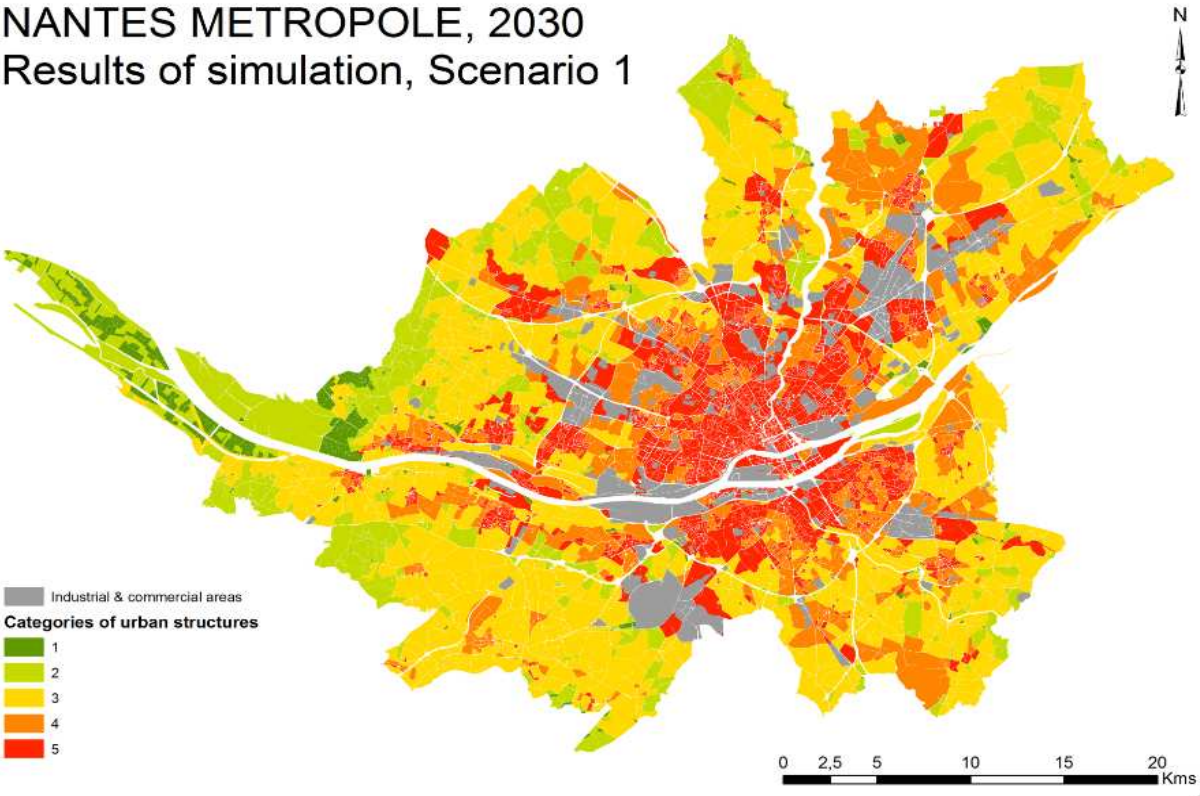 NANTES METROPOLE, 2030
Results of simulation, Scenario 1
N
Industrial & commercial areas
Categories of urban structures
1
2
3
4
5
0 2,5 5 10 15 20
Kms